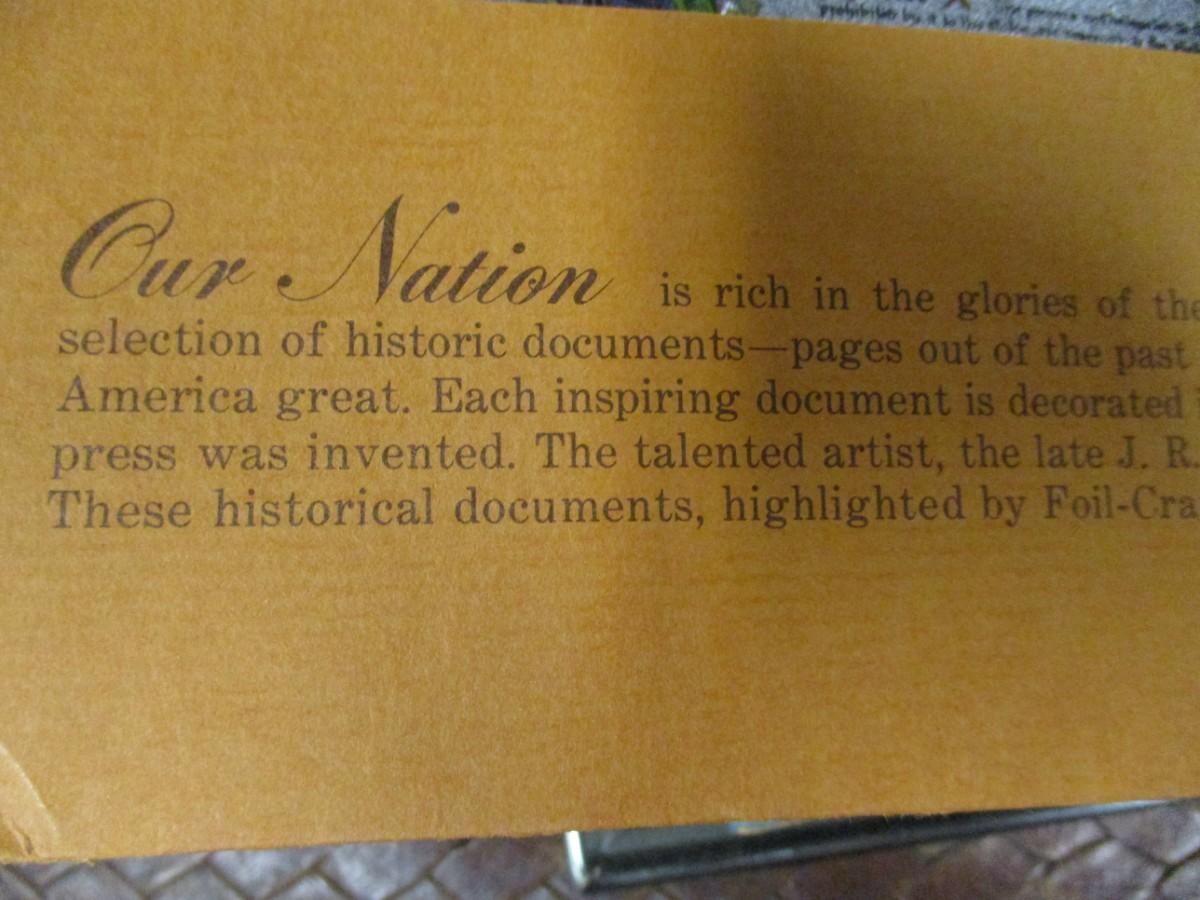 Our Nation is rich in the glories of the
selection of historic documents—pages out of the past
America great. Each inspiring document is decorated
press was invented. The talented artist, the late J. R.
These historical documents, highlighted by Foil-Cra